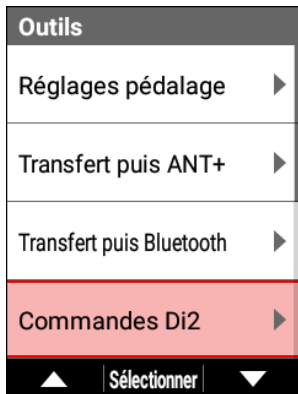 Outils
Réglages pédalage
Transfert puis ANT+
Transfert puis Bluetooth
Commandes Di2
Sélectionner